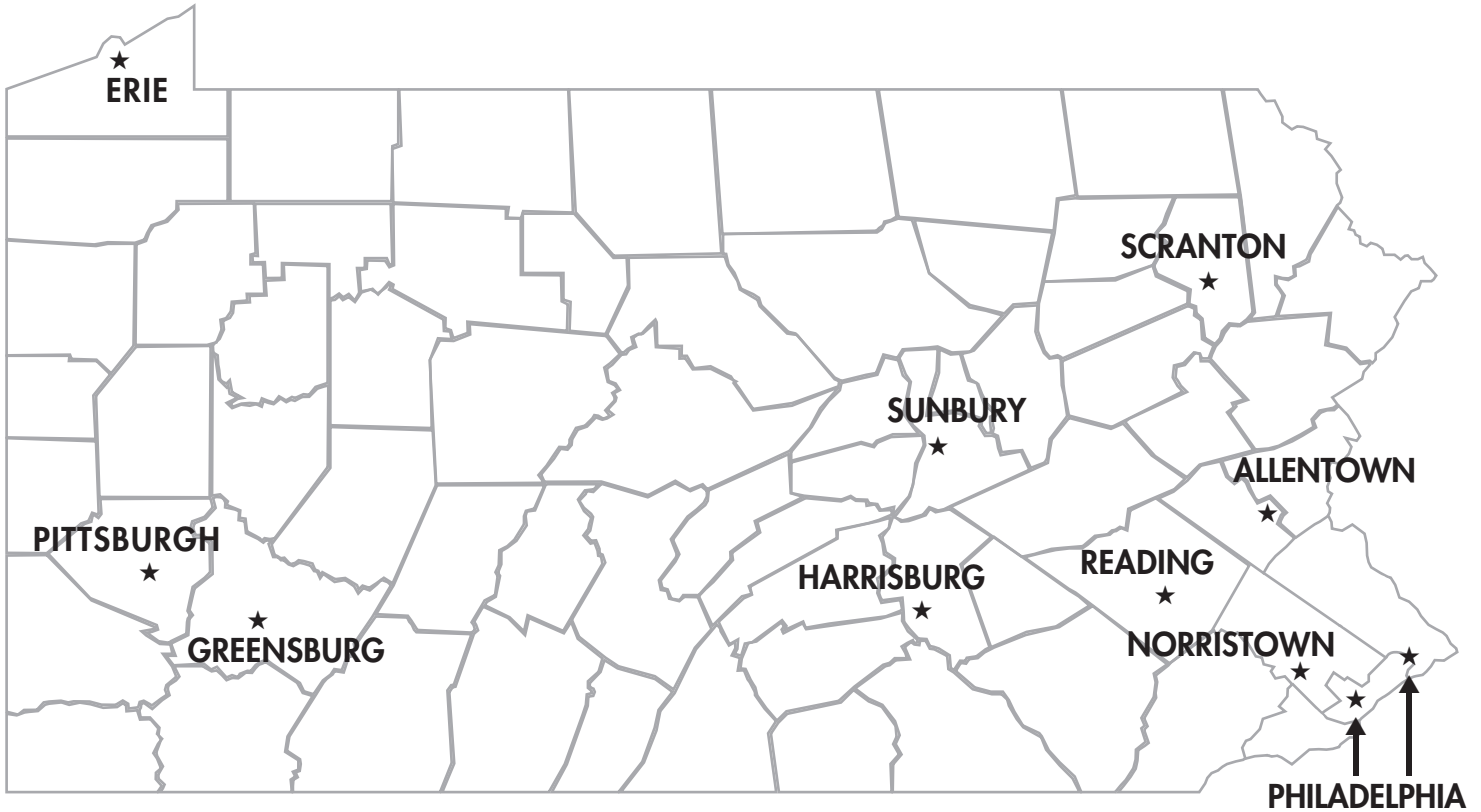 ERIE
SCRANTON
SUNBURY
ALLENTOWN
PITTSBURGH
READING
HARRISBURG
NORRISTOWN
GREENSBURG
PHILADELPHIA